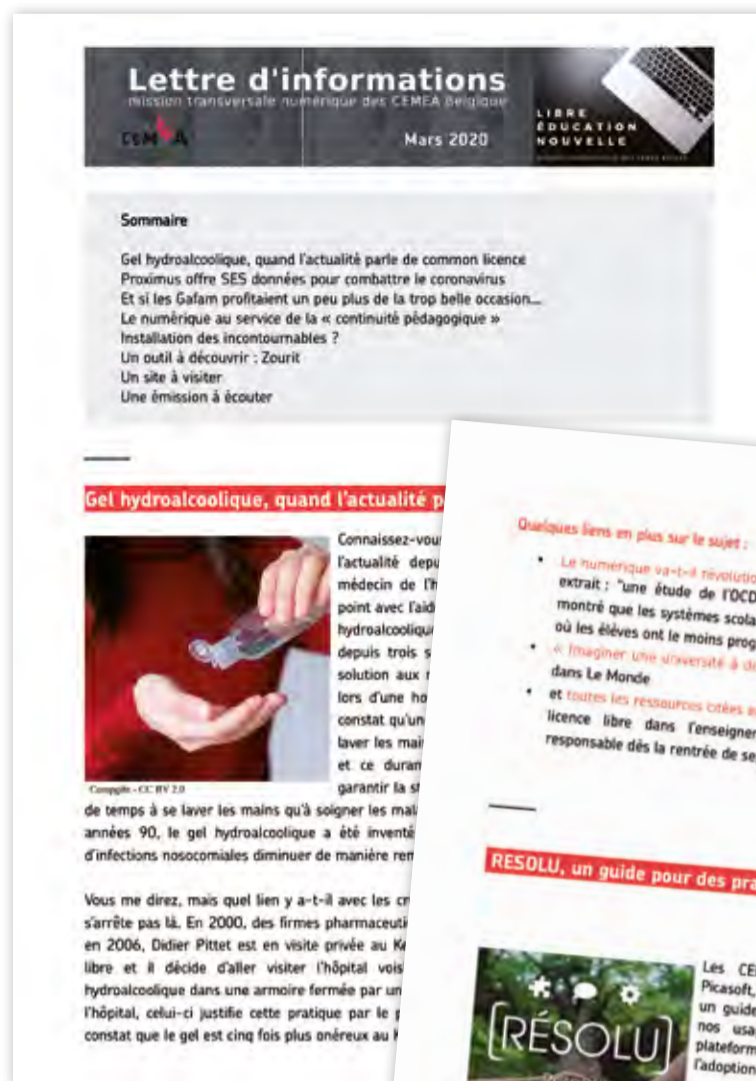 Lettre d'informations
mission transversale numérique des CEMEA Belgique
CEMEA
Mars 2020
LIBRE
ÉDUCATION
NOUVELLE
Sommaire
Gel hydroalcoolique, quand l'actualité parle de common licence
Proximus offre SES données pour combattre le coronavirus
Et si les Gafam profitaient un peu plus de la trop belle occasion...
Le numérique au service de la « continuité pédagogique »
Installation des incontournables ?
Un outil à découvrir : Zourit
Un site à visiter
Une émission à écouter
Gel hydroalcoolique, quand l'actualité p
Connaissez-vou
l'actualité depu
médecin de l'h
point avec l'aid
hydroalcoolique
depuis trois s
solution aux
lors d'une ho
constat qu'un
laver les mai
et ce duran
garantir la st
CC BY 2.0
de temps à se laver les mains qu'à soigner les mala
années 90, le gel hydroalcoolique a été inventé
d'infections nosocomiales diminuer de manière rem
Vous me direz, mais quel lien y a-t-il avec les cr
s'arrête pas là. En 2000, des firmes pharmaceuti
en 2006, Didier Pittet est en visite privée au Ke
libre et il décide d'aller visiter l'hôpital vois
hydroalcoolique dans une armoire fermée par un
l'hôpital, celui-ci justifie cette pratique par le p
constat que le gel est cinq fois plus onéreux au K
Quelques liens en plus sur le sujet :
• Le numérique va-t-il révolution
extrait : "une étude de l'OCD
montré que les systèmes scola
où les élèves ont le moins prog
• « Imaginer une université à de
dans Le Monde
• et toutes les ressources citées
licence libre dans l'enseigner
responsable dès la rentrée de se
RESOLU, un guide pour des pra
[RÉSOLU]
Les CE
Picasoft,
un guide
nos usa
plateform
l'adoption